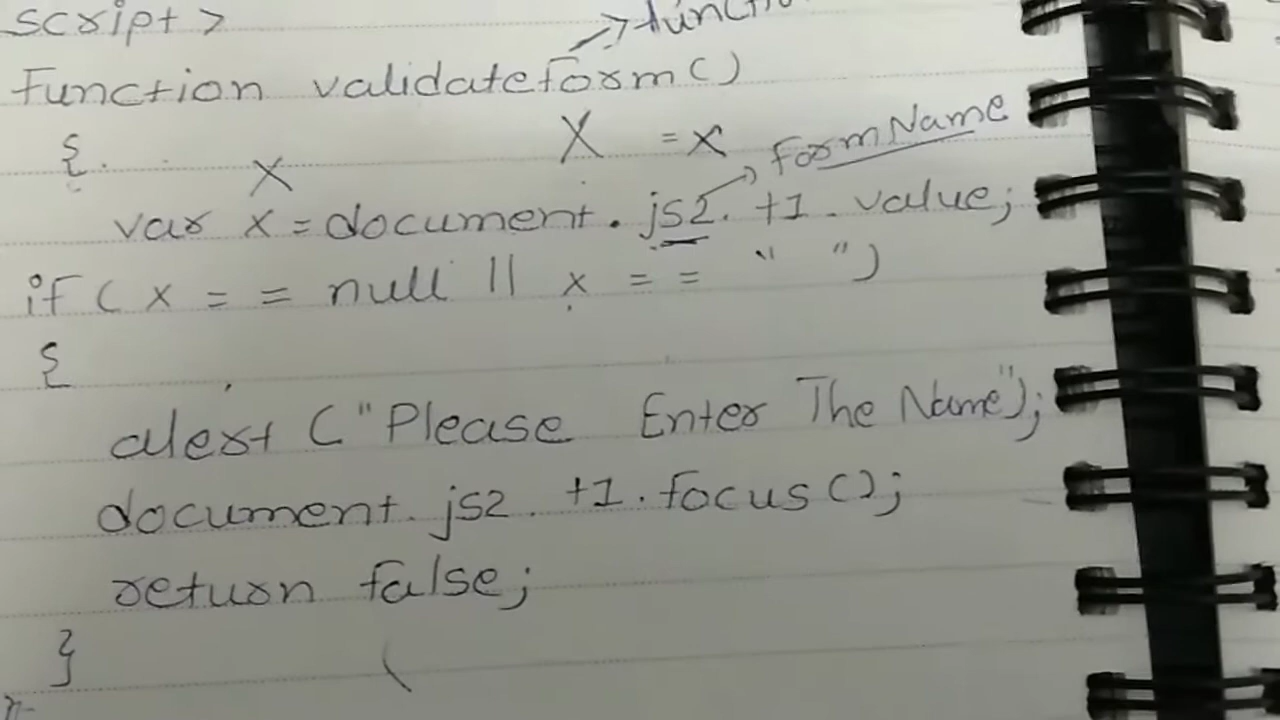 script >
→ functi
Function validateform()
{
X X = x → FormName
var x = document . js2. t1 . value;
if ( x = = null || x = = " ")
{
alert ("Please Enter The Name");
document. js2. t1. focus();
return false;
}